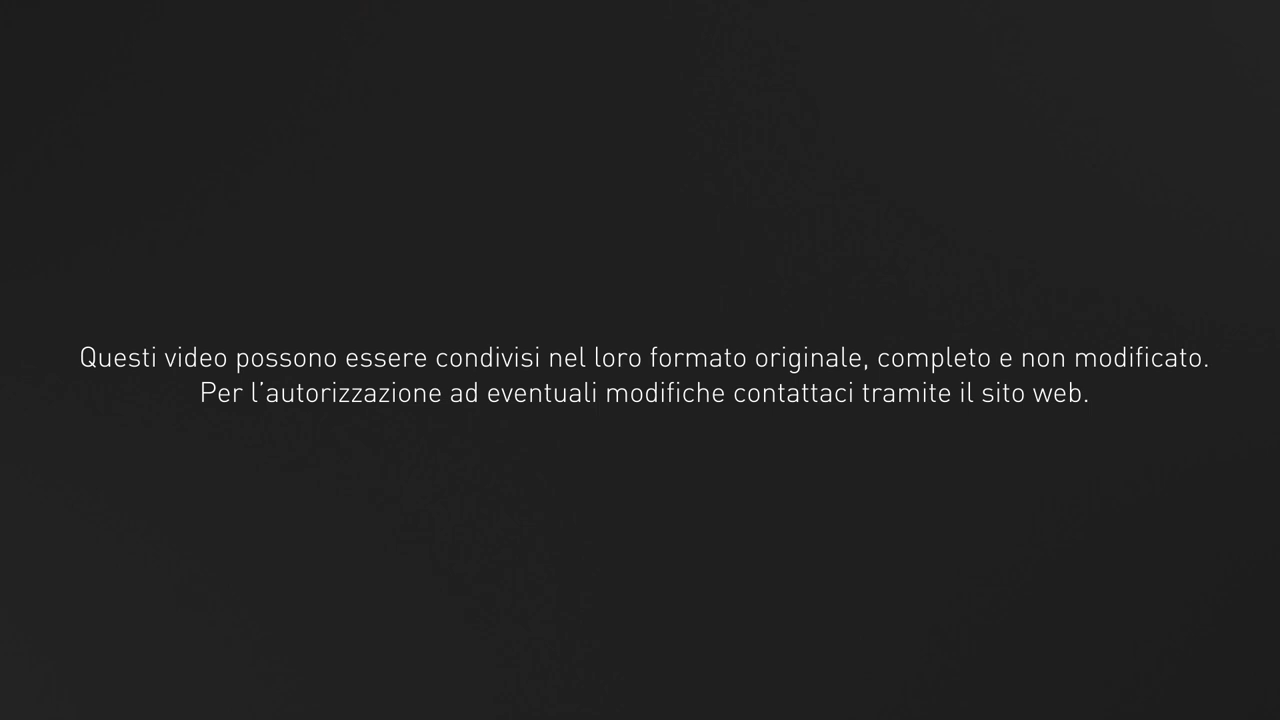 Questi video possono essere condivisi nel loro formato originale, completo e non modificato.
Per l’autorizzazione ad eventuali modifiche contattaci tramite il sito web.